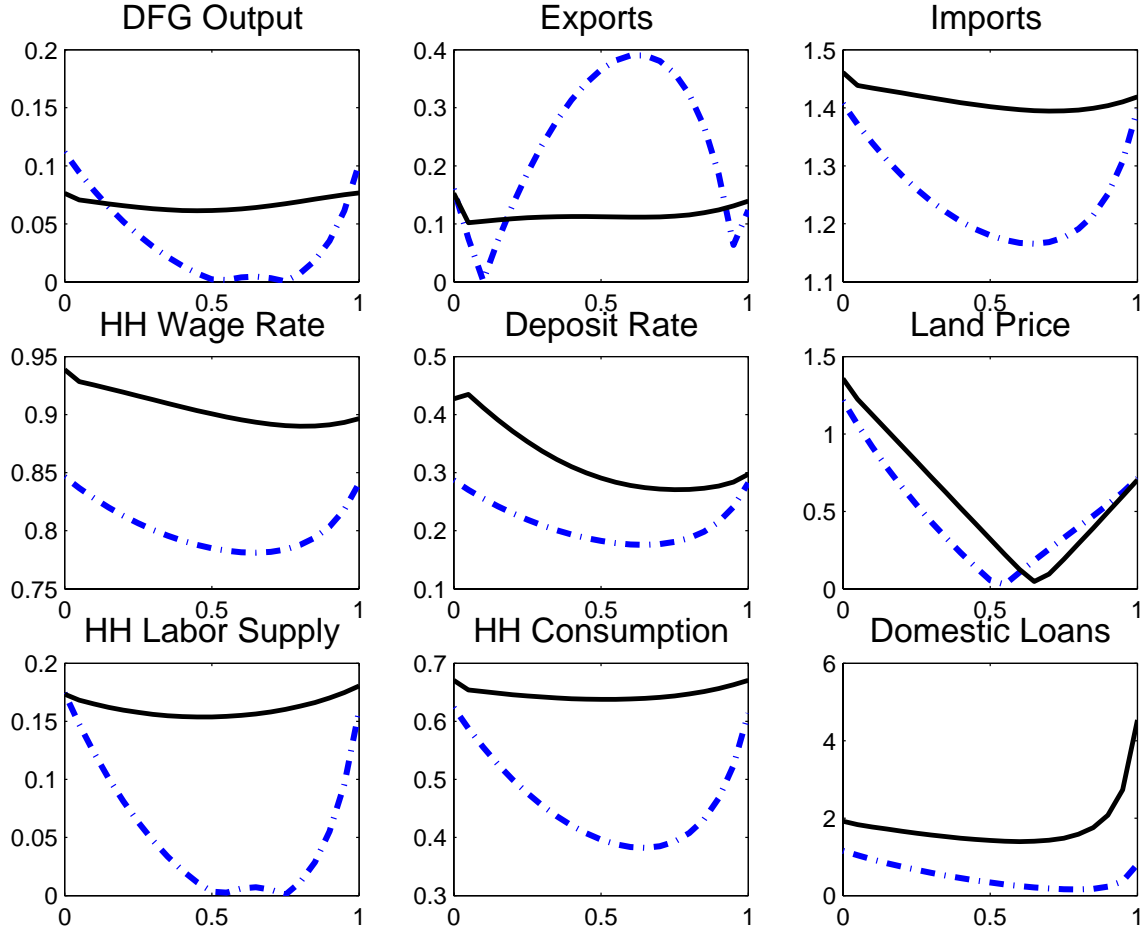 DFG Output
0.2
0.15
0.1
0.05
0
0 0.5 1
Exports
0.4
0.3
0.2
0.1
0
0 0.5 1
Imports
1.5
1.4
1.3
1.2
1.1
0 0.5 1
HH Wage Rate
0.95
0.9
0.85
0.8
0.75
0 0.5 1
Deposit Rate
0.5
0.4
0.3
0.2
0.1
0 0.5 1
Land Price
1.5
1
0.5
0
0 0.5 1
HH Labor Supply
0.2
0.15
0.1
0.05
0
0 0.5 1
HH Consumption
0.7
0.6
0.5
0.4
0.3
0 0.5 1
Domestic Loans
6
4
2
0
0 0.5 1